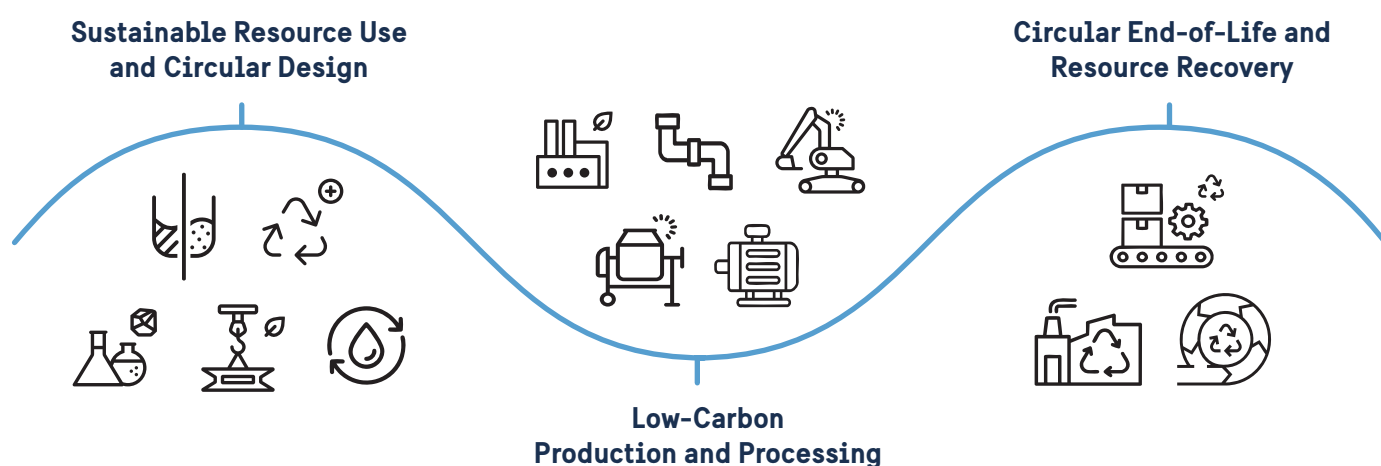 Sustainable Resource Use
and Circular Design
Circular End-of-Life and
Resource Recovery
Low-Carbon
Production and Processing